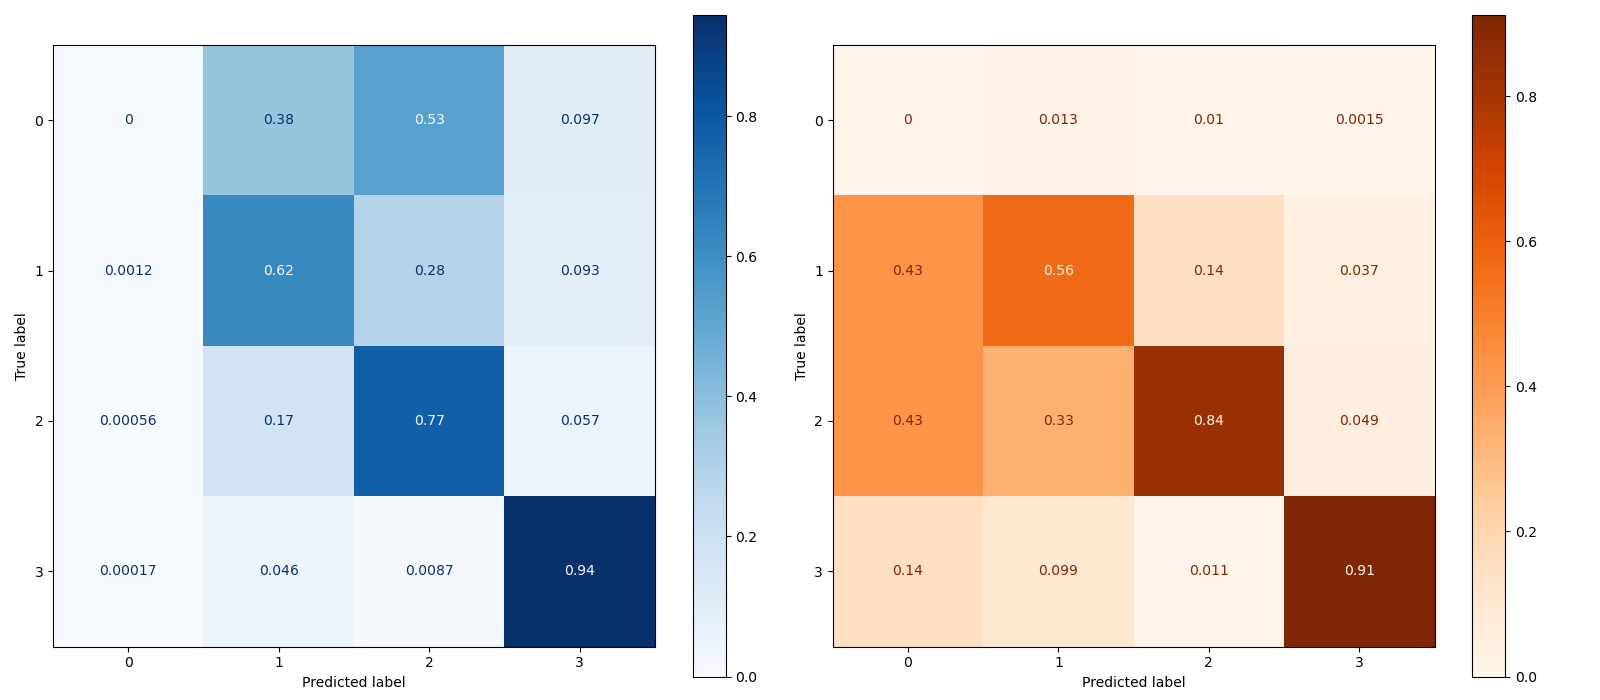 0 0.38 0.53 0.097
0
1 0.0012 0.62 0.28 0.093
2 0.00056 0.17 0.77 0.057
3 0.00017 0.046 0.0087 0.94
0 1 2 3
True label
Predicted label
0.8
0.6
0.4
0.2
0.0
0 0 0.013 0.01 0.0015
1 0.43 0.56 0.14 0.037
2 0.43 0.33 0.84 0.049
3 0.14 0.099 0.011 0.91
0 1 2 3
True label
Predicted label
0.8
0.6
0.4
0.2
0.0